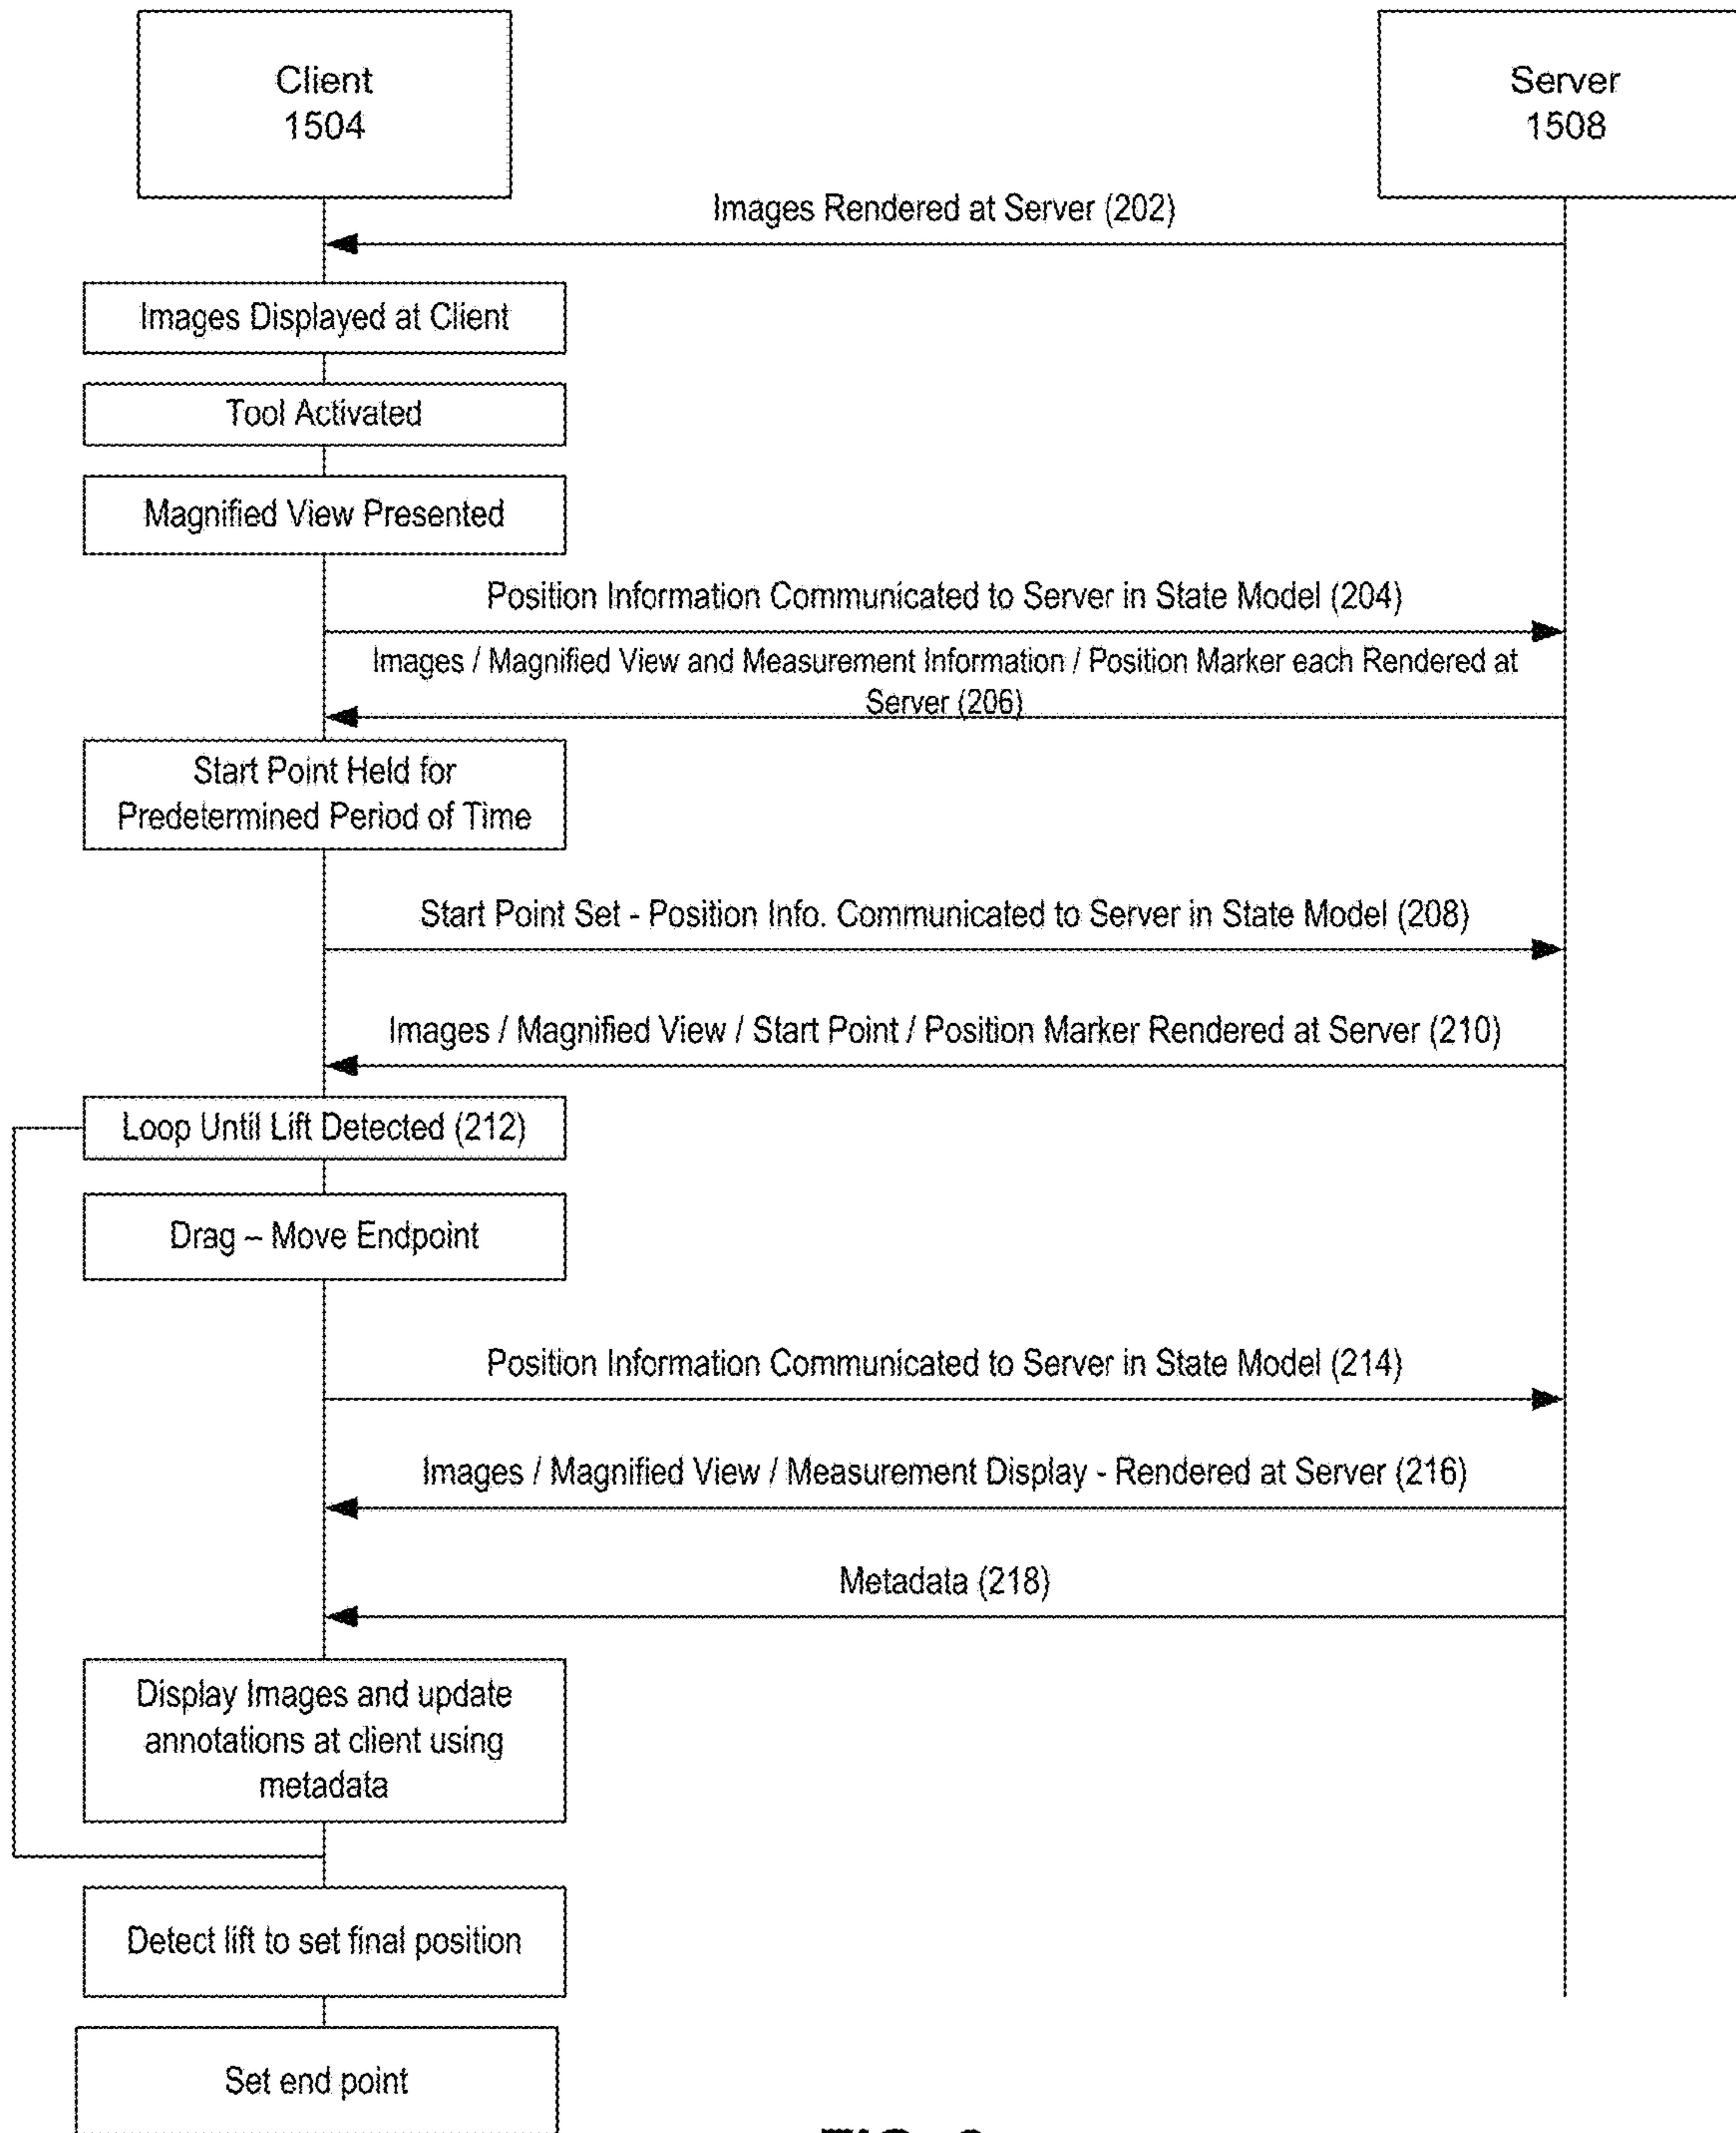 Client
1504
Server
1508
Images Rendered at Server (202)
Images Displayed at Client
Tool Activated
Magnified View Presented
Position Information Communicated to Server in State Model (204)
Images / Magnified View and Measurement Information / Position Marker each Rendered at
Server (206)
Start Point Held for
Predetermined Period of Time
Start Point Set - Position Info. Communicated to Server in State Model (208)
Images / Magnified View / Start Point / Position Marker Rendered at Server (210)
Loop Until Lift Detected (212)
Drag – Move Endpoint
Position Information Communicated to Server in State Model (214)
Images / Magnified View / Measurement Display - Rendered at Server (216)
Metadata (218)
Display Images and update
annotations at client using
metadata
Detect lift to set final position
Set end point